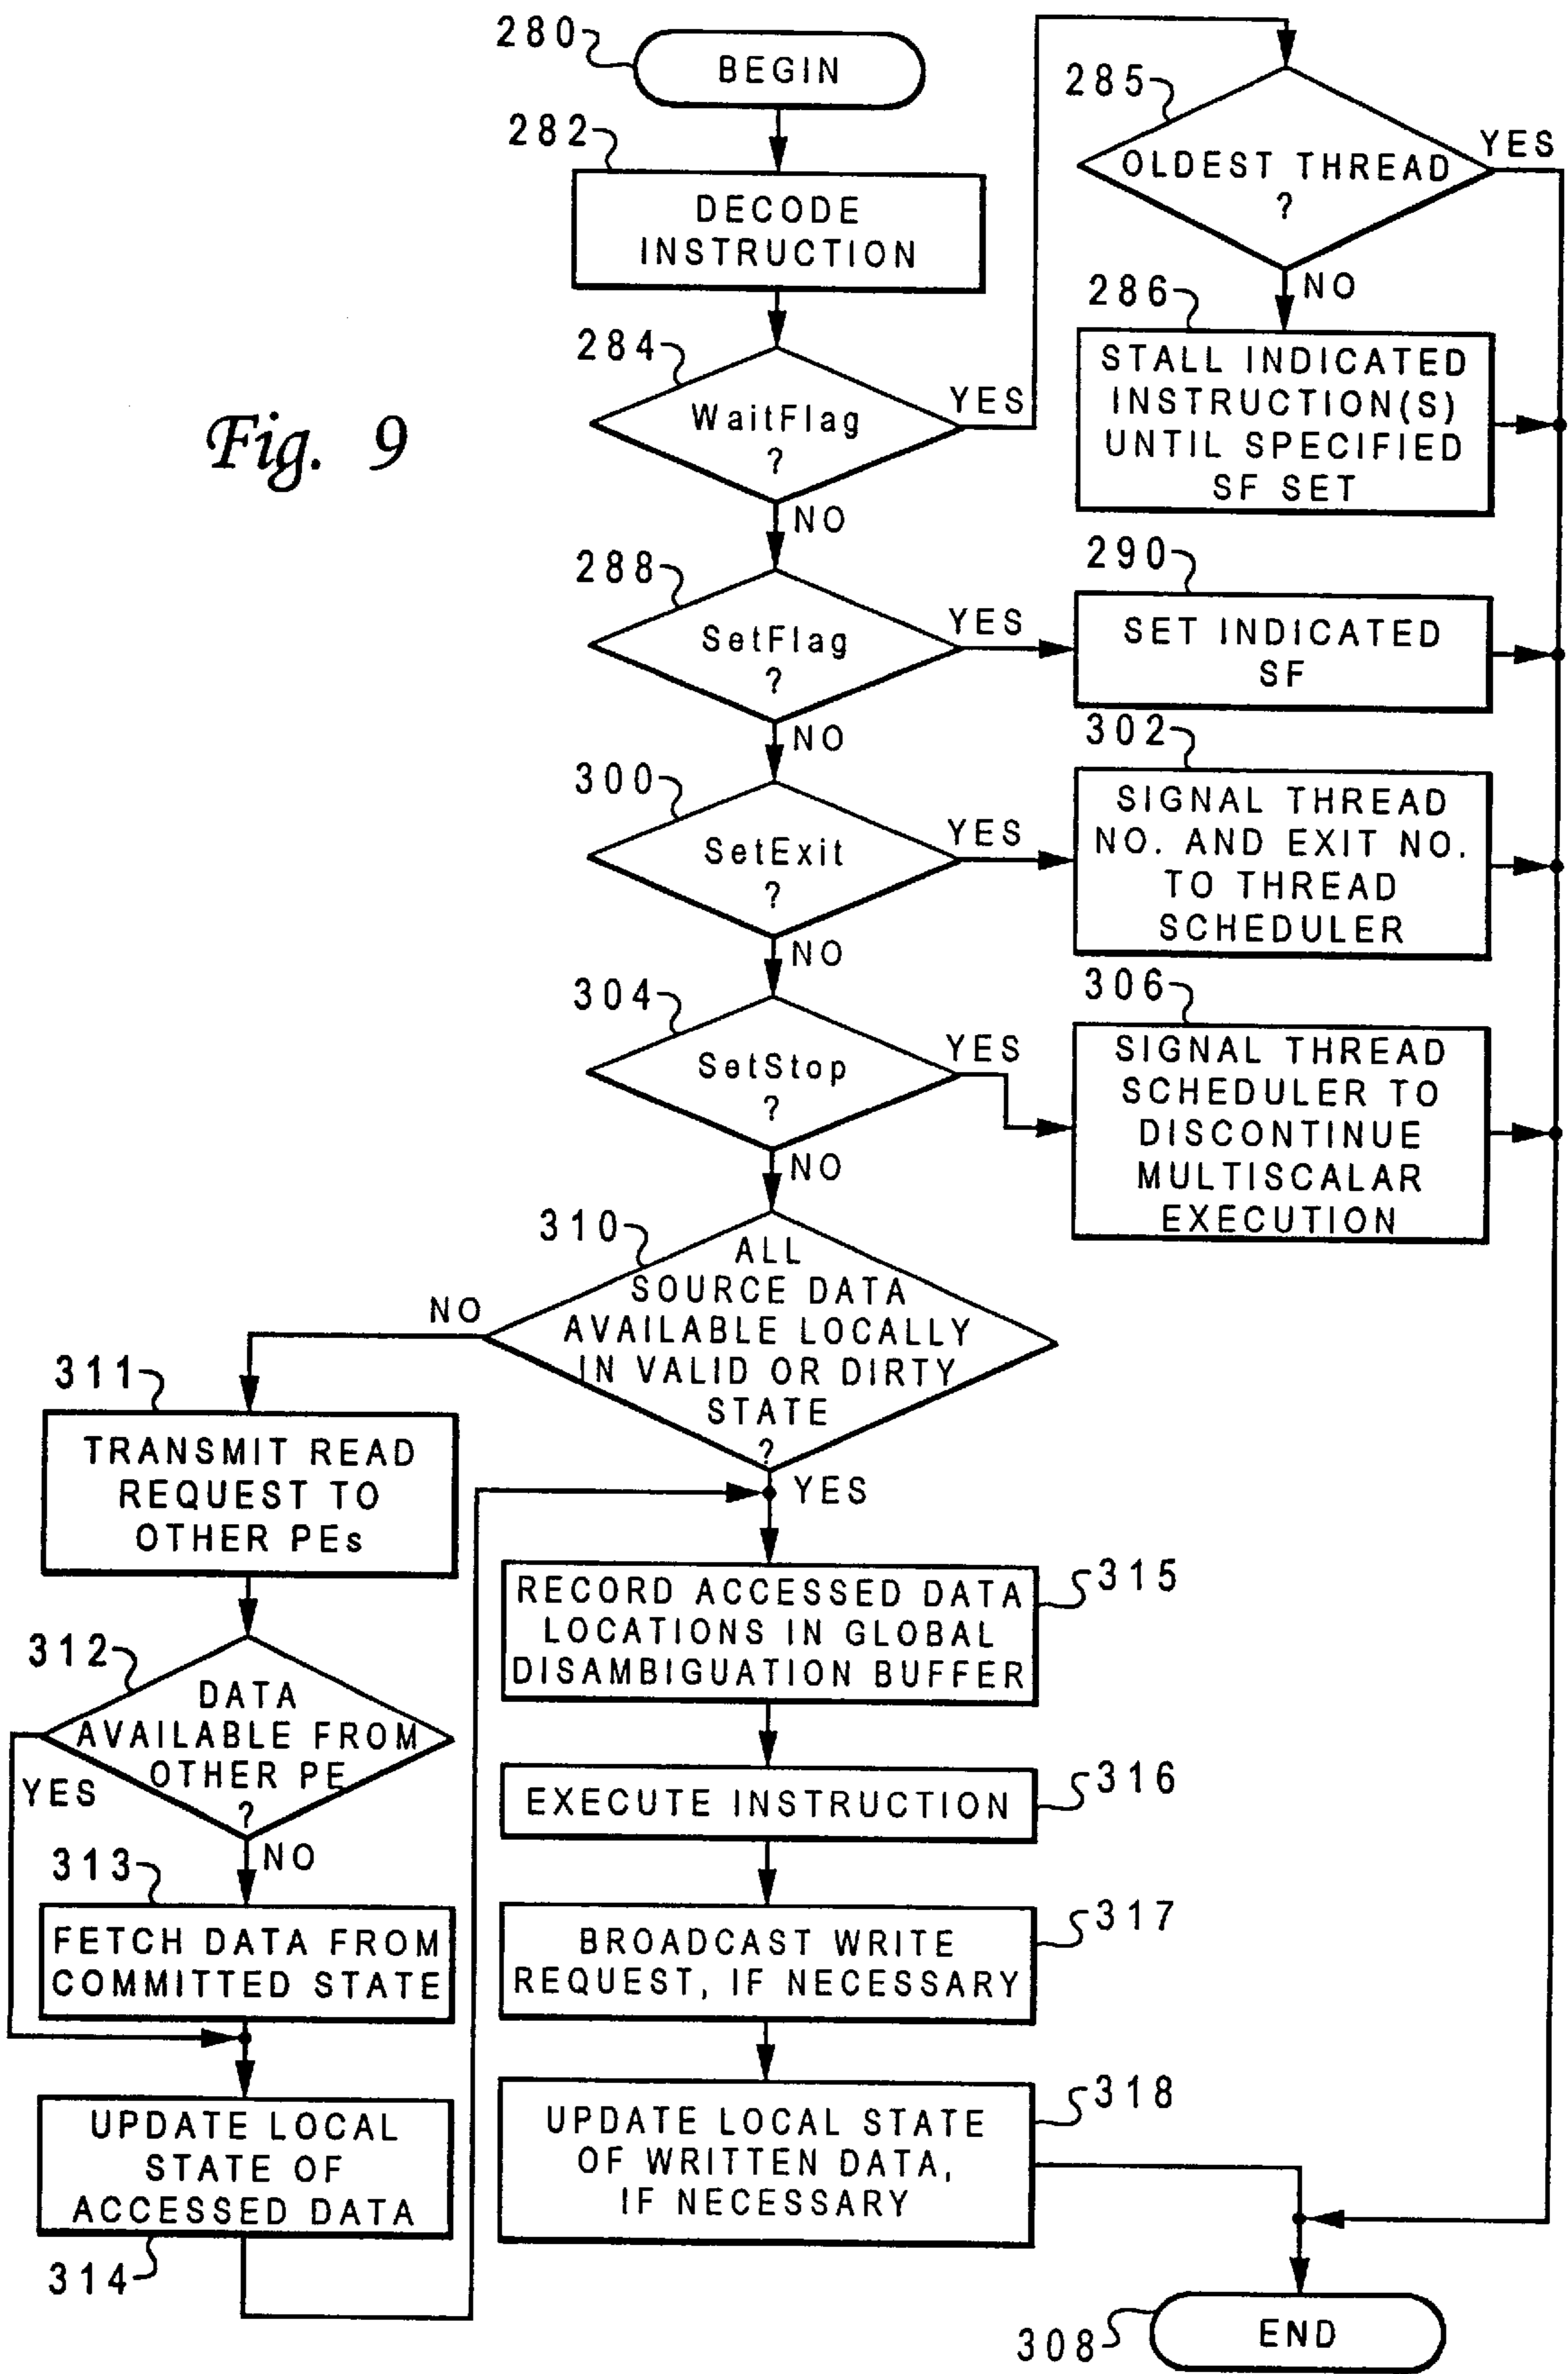 280
BEGIN
282
DECODE
INSTRUCTION
284
WaitFlag
?
YES
NO
285
OLDEST THREAD
?
YES
NO
286
STALL INDICATED
INSTRUCTION(S)
UNTIL SPECIFIED
SF SET
Fig. 9
288
SetFlag
?
YES
NO
290
SET INDICATED
SF
300
SetExit
?
YES
NO
302
SIGNAL THREAD
NO. AND EXIT NO.
TO THREAD
SCHEDULER
304
SetStop
?
YES
NO
306
SIGNAL THREAD
SCHEDULER TO
DISCONTINUE
MULTISCALAR
EXECUTION
310
ALL
SOURCE DATA
AVAILABLE LOCALLY
IN VALID OR DIRTY
STATE
?
NO
YES
311
TRANSMIT READ
REQUEST TO
OTHER PEs
312
DATA
AVAILABLE FROM
OTHER PE
?
YES
NO
313
FETCH DATA FROM
COMMITTED STATE
UPDATE LOCAL
STATE OF
ACCESSED DATA
314
315
RECORD ACCESSED DATA
LOCATIONS IN GLOBAL
DISAMBIGUATION BUFFER
316
EXECUTE INSTRUCTION
317
BROADCAST WRITE
REQUEST, IF NECESSARY
318
UPDATE LOCAL STATE
OF WRITTEN DATA,
IF NECESSARY
308
END